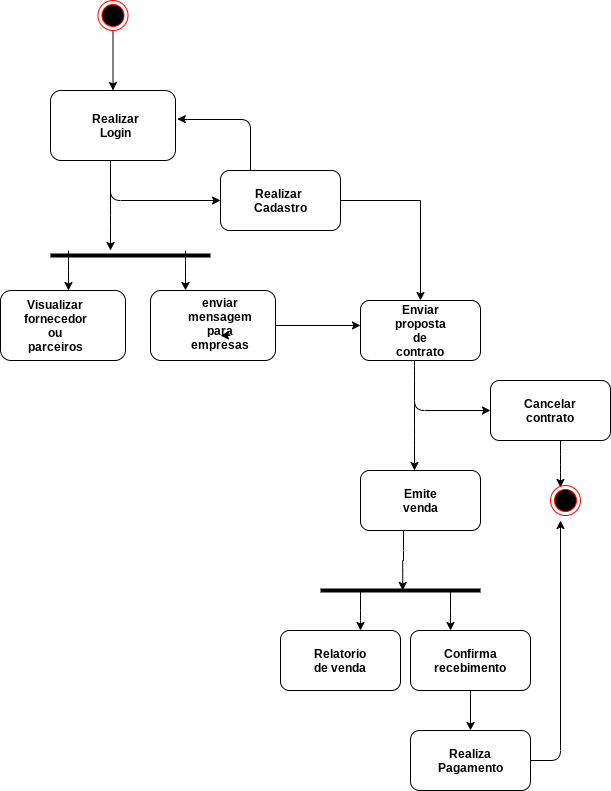 Realizar
Login
Realizar
Cadastro
Visualizar
fornecedor
ou
parceiros
enviar
mensagem
para
empresas
Enviar
proposta
de
contrato
Cancelar
contrato
Emite
venda
Relatorio
de venda
Confirma
recebimento
Realiza
Pagamento